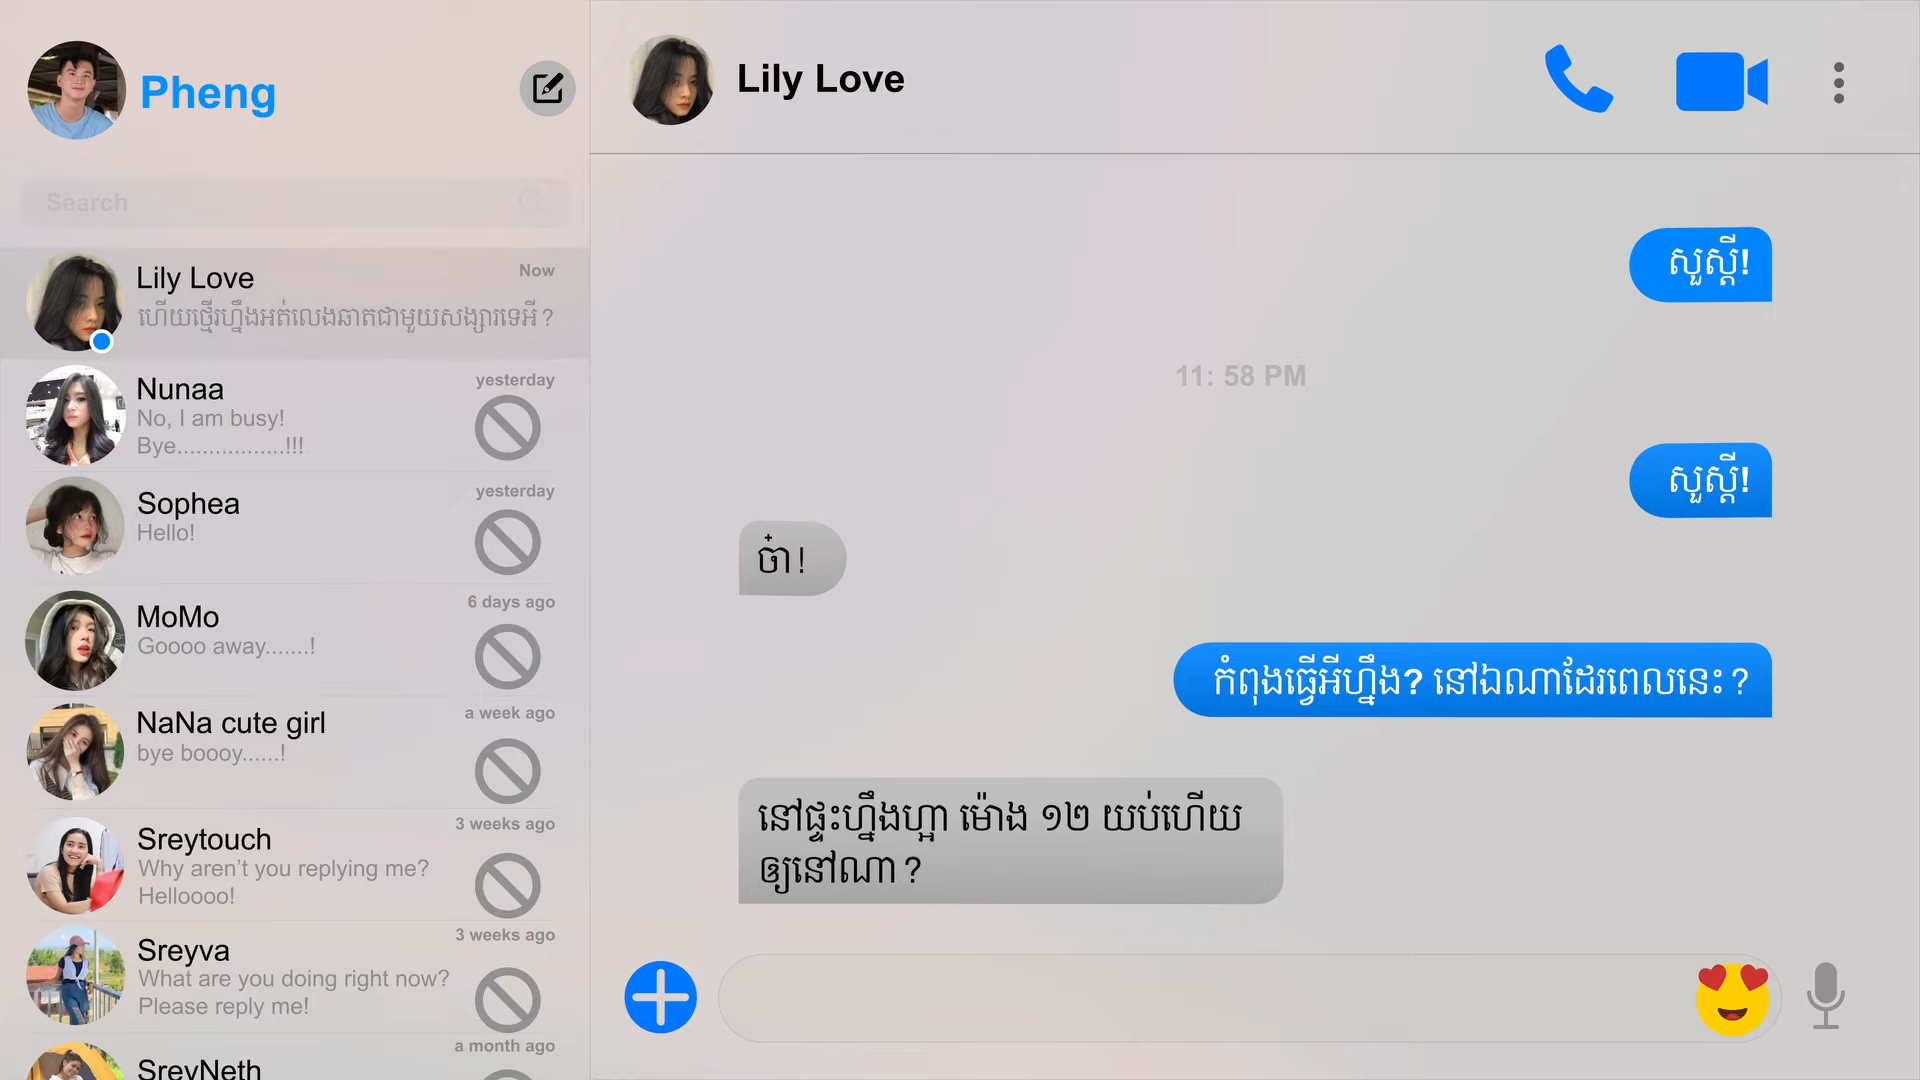 Pheng
Search
Lily Love
Now
ហើយថ្មើរហ្នឹងអត់លេងឆាតជាមួយសង្សារទេអី ?
Nunaa
yesterday
No, I am busy!
Bye.................!!!
Sophea
yesterday
Hello!
MoMo
6 days ago
Goooo away.......!
NaNa cute girl
a week ago
bye boooy......!
Sreytouch
3 weeks ago
Why aren’t you replying me?
Helloooo!
Sreyva
3 weeks ago
What are you doing right now?
Please reply me!
SreyNeth
a month ago
Lily Love
សួស្តី!
11: 58 PM
សួស្តី!
ចា៎ !
កំពុងធ្វើអីហ្នឹង? នៅឯណាដែរពេលនេះ ?
នៅផ្ទះហ្នឹងហ្អា ម៉ោង ១២ យប់ហើយ
ឲ្យនៅណា ?